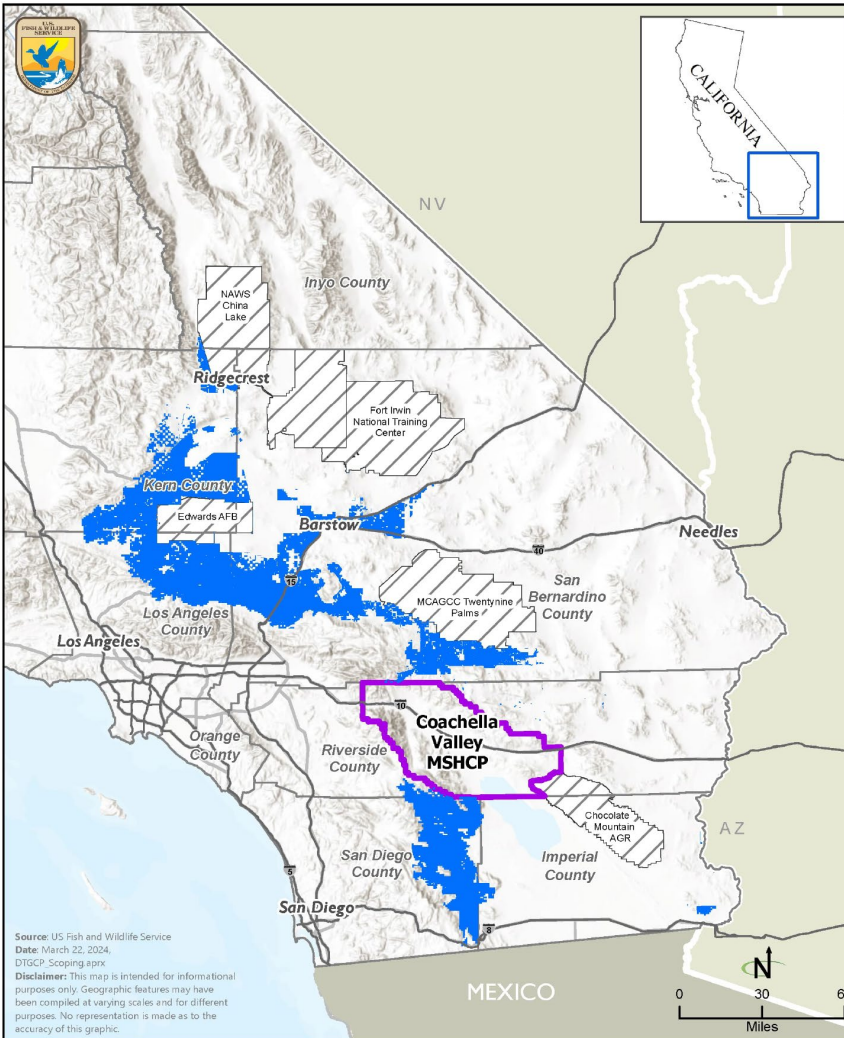 U.S.
FISH & WILDLIFE
SERVICE
CALIFORNIA
NV
Inyo County
NAWS
China
Lake
Ridgecrest
Fort Irwin
National Training
Center
Kern County
Edwards AFB
Barstow
Needles
40
15
San
Bernardino
County
MCAGCC Twentynine
Palms
Los Angeles
County
Los Angeles
10
Coachella
Valley
MSHCP
Orange
County
Riverside
County
Chocolate
Mountain
AGR
AZ
San Diego
County
Imperial
County
5
San Diego
8
Source: US Fish and Wildlife Service
Date: March 22, 2024,
DTGCP_Scoping.aprx
Disclaimer: This map is intended for informational
purposes only. Geographic features may have
been compiled at varying scales and for different
purposes. No representation is made as to the
accuracy of this graphic.
MEXICO
N
0 30
Miles